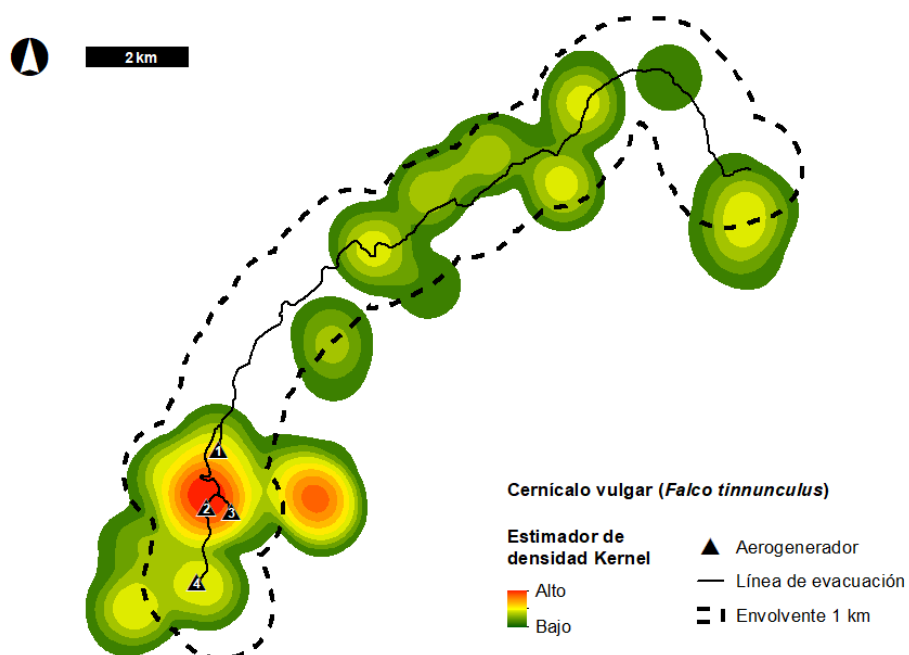 2 km
1
2
3
4
Cernícalo vulgar (Falco tinnunculus)
Estimador de
densidad Kernel
Alto
Bajo
Aerogenerador
Línea de evacuación
Envolvente 1 km